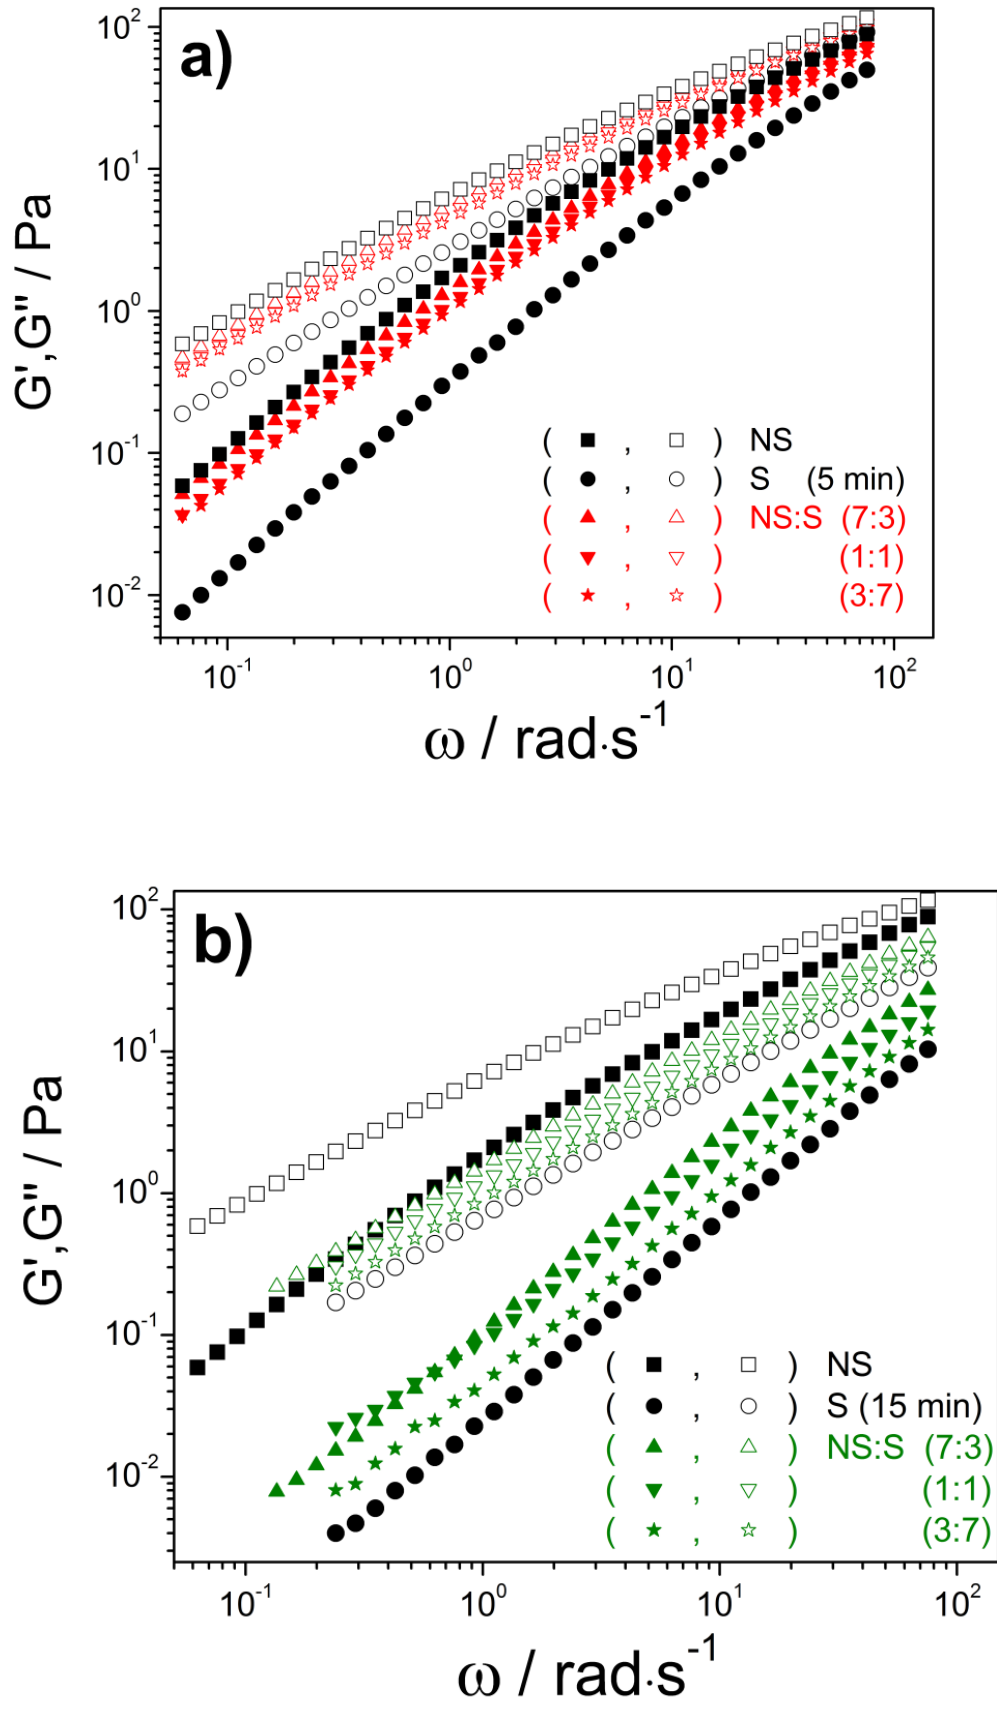 a)
10²
10¹
10⁰
10⁻¹
10⁻²
G',G" / Pa
( ■ , □ ) NS
( ● , ○ ) S (5 min)
( ▲ , △ ) NS:S (7:3)
( ▼ , ▽ ) (1:1)
( ★ , ☆ ) (3:7)
10⁻¹ 10⁰ 10¹ 10²
ω / rad·s⁻¹
b)
10²
10¹
10⁰
10⁻¹
10⁻²
G',G" / Pa
( ■ , □ ) NS
( ● , ○ ) S (15 min)
( ▲ , △ ) NS:S (7:3)
( ▼ , ▽ ) (1:1)
( ★ , ☆ ) (3:7)
10⁻¹ 10⁰ 10¹ 10²
ω / rad·s⁻¹